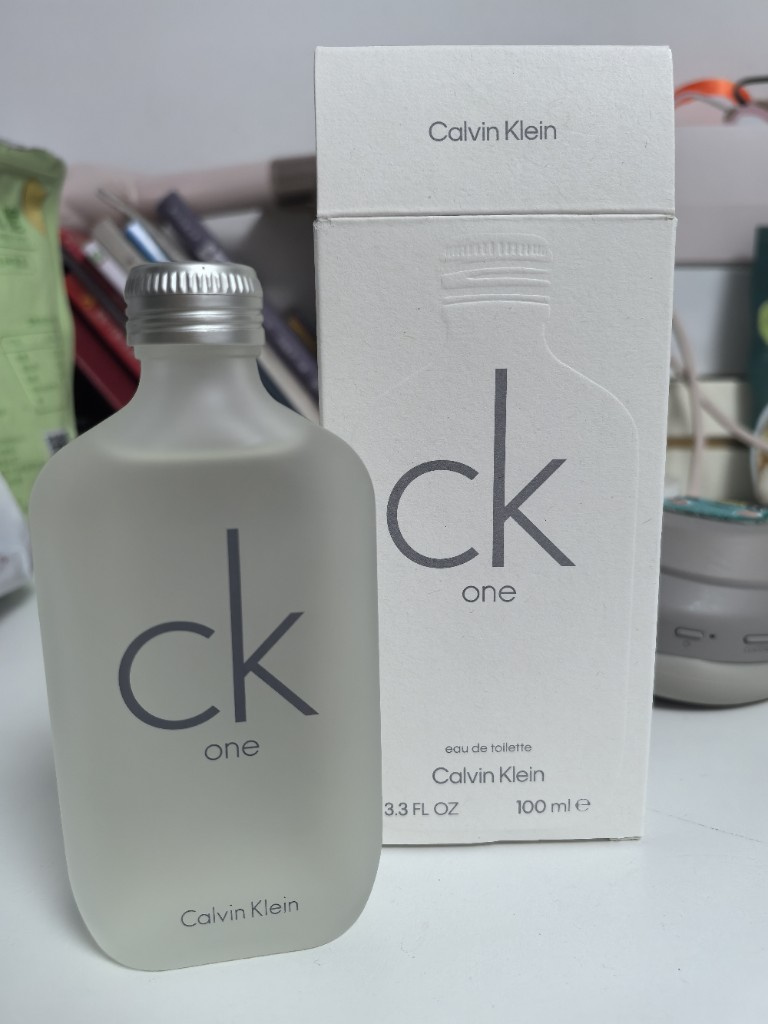 Calvin Klein
ck
one
eau de toilette
Calvin Klein
3.3 FL OZ 100 ml ℮
ck
one
Calvin Klein